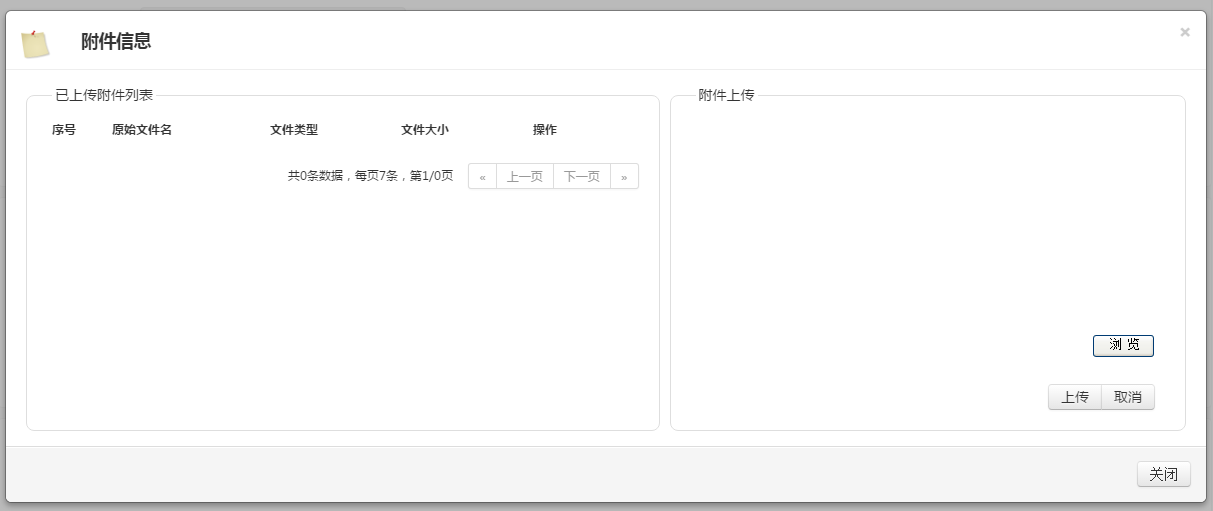 附件信息
×
已上传附件列表
序号 原始文件名 文件类型 文件大小 操作
共0条数据，每页7条，第1/0页 « 上一页 下一页 »
附件上传
浏 览
上传 取消
关闭